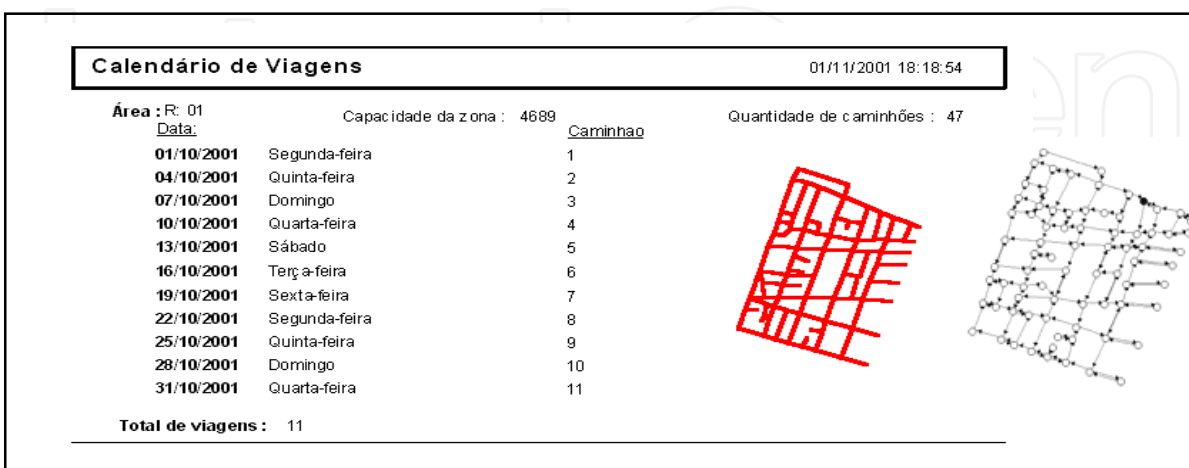 Calendário de Viagens 01/11/2001 18:18:54
Área : R: 01 Capacidade da zona : 4689 Quantidade de caminhões : 47
Data: Caminhao
01/10/2001 Segunda-feira 1
04/10/2001 Quinta-feira 2
07/10/2001 Domingo 3
10/10/2001 Quarta-feira 4
13/10/2001 Sábado 5
16/10/2001 Terça-feira 6
19/10/2001 Sexta-feira 7
22/10/2001 Segunda-feira 8
25/10/2001 Quinta-feira 9
28/10/2001 Domingo 10
31/10/2001 Quarta-feira 11
Total de viagens : 11